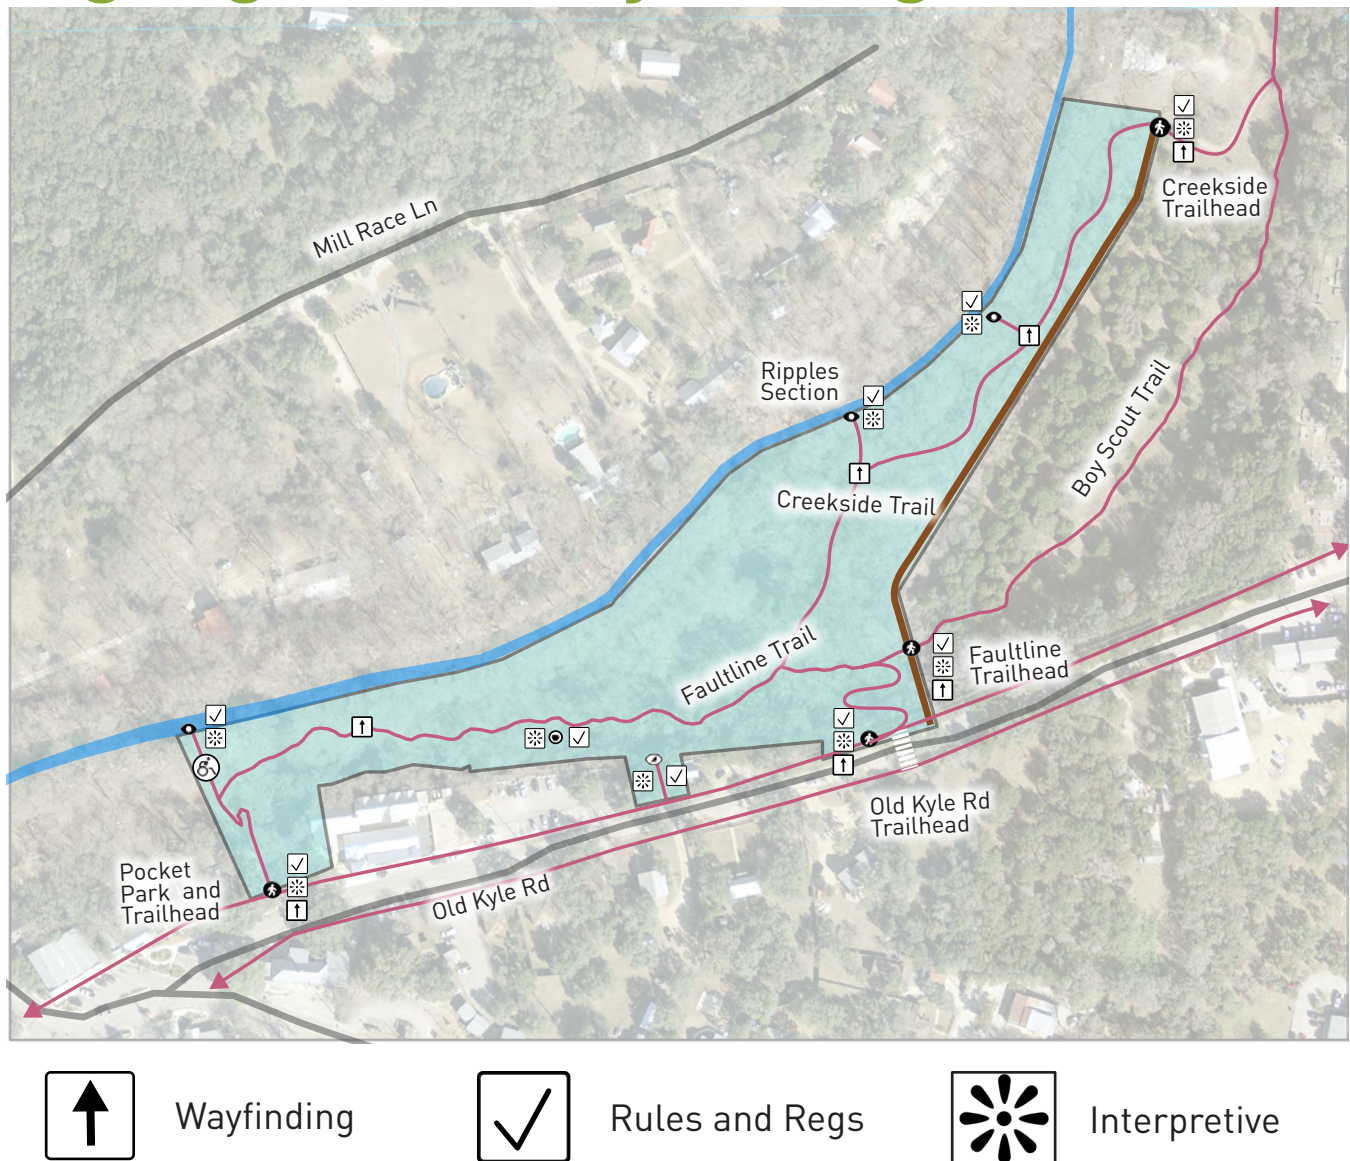 Mill Race Ln
Creekside
Trailhead
Ripples
Section
Boy Scout Trail
Creekside Trail
Faultline Trail
Faultline
Trailhead
Old Kyle Rd
Trailhead
Pocket
Park and
Trailhead
Old Kyle Rd
Wayfinding
Rules and Regs
Interpretive